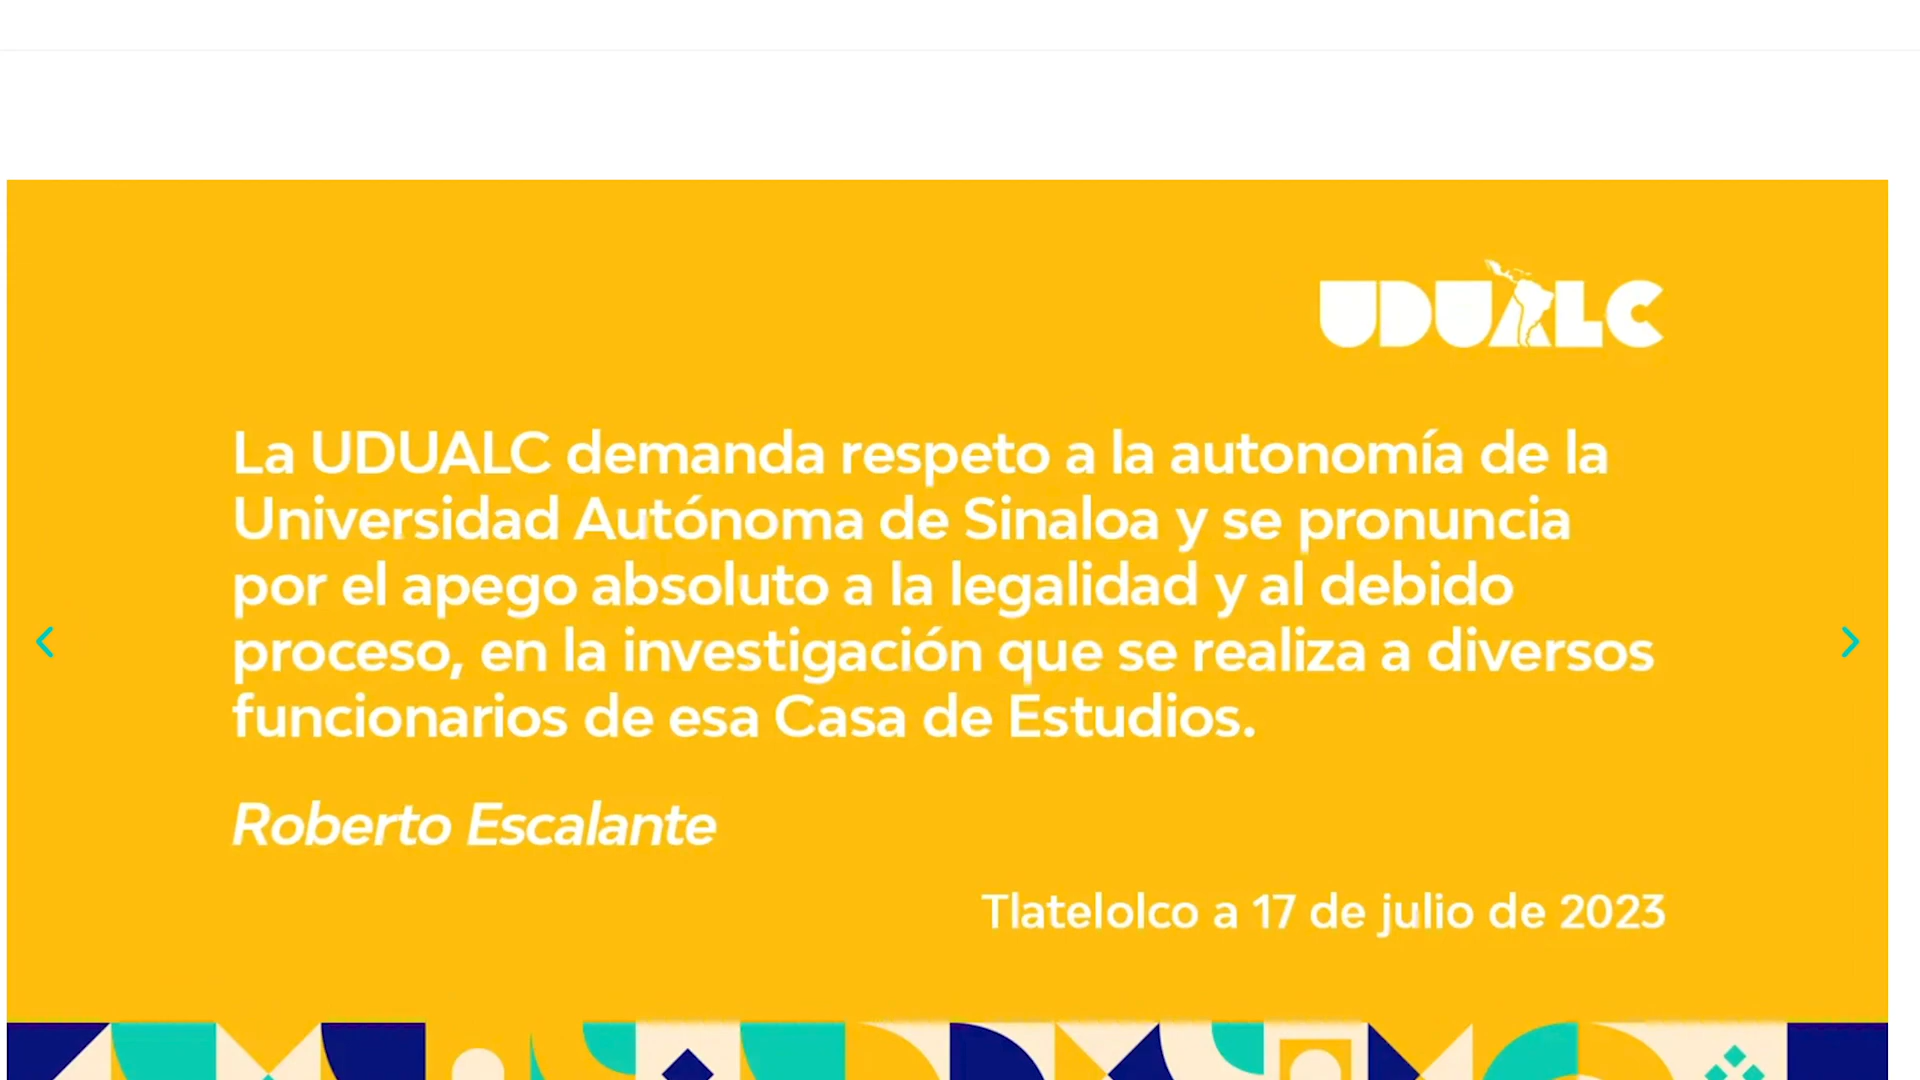 UDUALC
La UDUALC demanda respeto a la autonomía de la
Universidad Autónoma de Sinaloa y se pronuncia
por el apego absoluto a la legalidad y al debido
proceso, en la investigación que se realiza a diversos
funcionarios de esa Casa de Estudios.
Roberto Escalante
Tlatelolco a 17 de julio de 2023